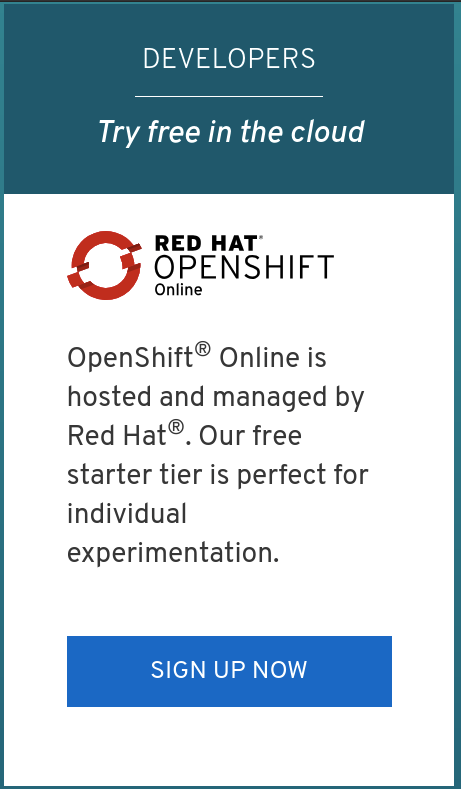 DEVELOPERS
Try free in the cloud
RED HAT®
OPENSHIFT
Online
OpenShift® Online is
hosted and managed by
Red Hat®. Our free
starter tier is perfect for
individual
experimentation.
SIGN UP NOW